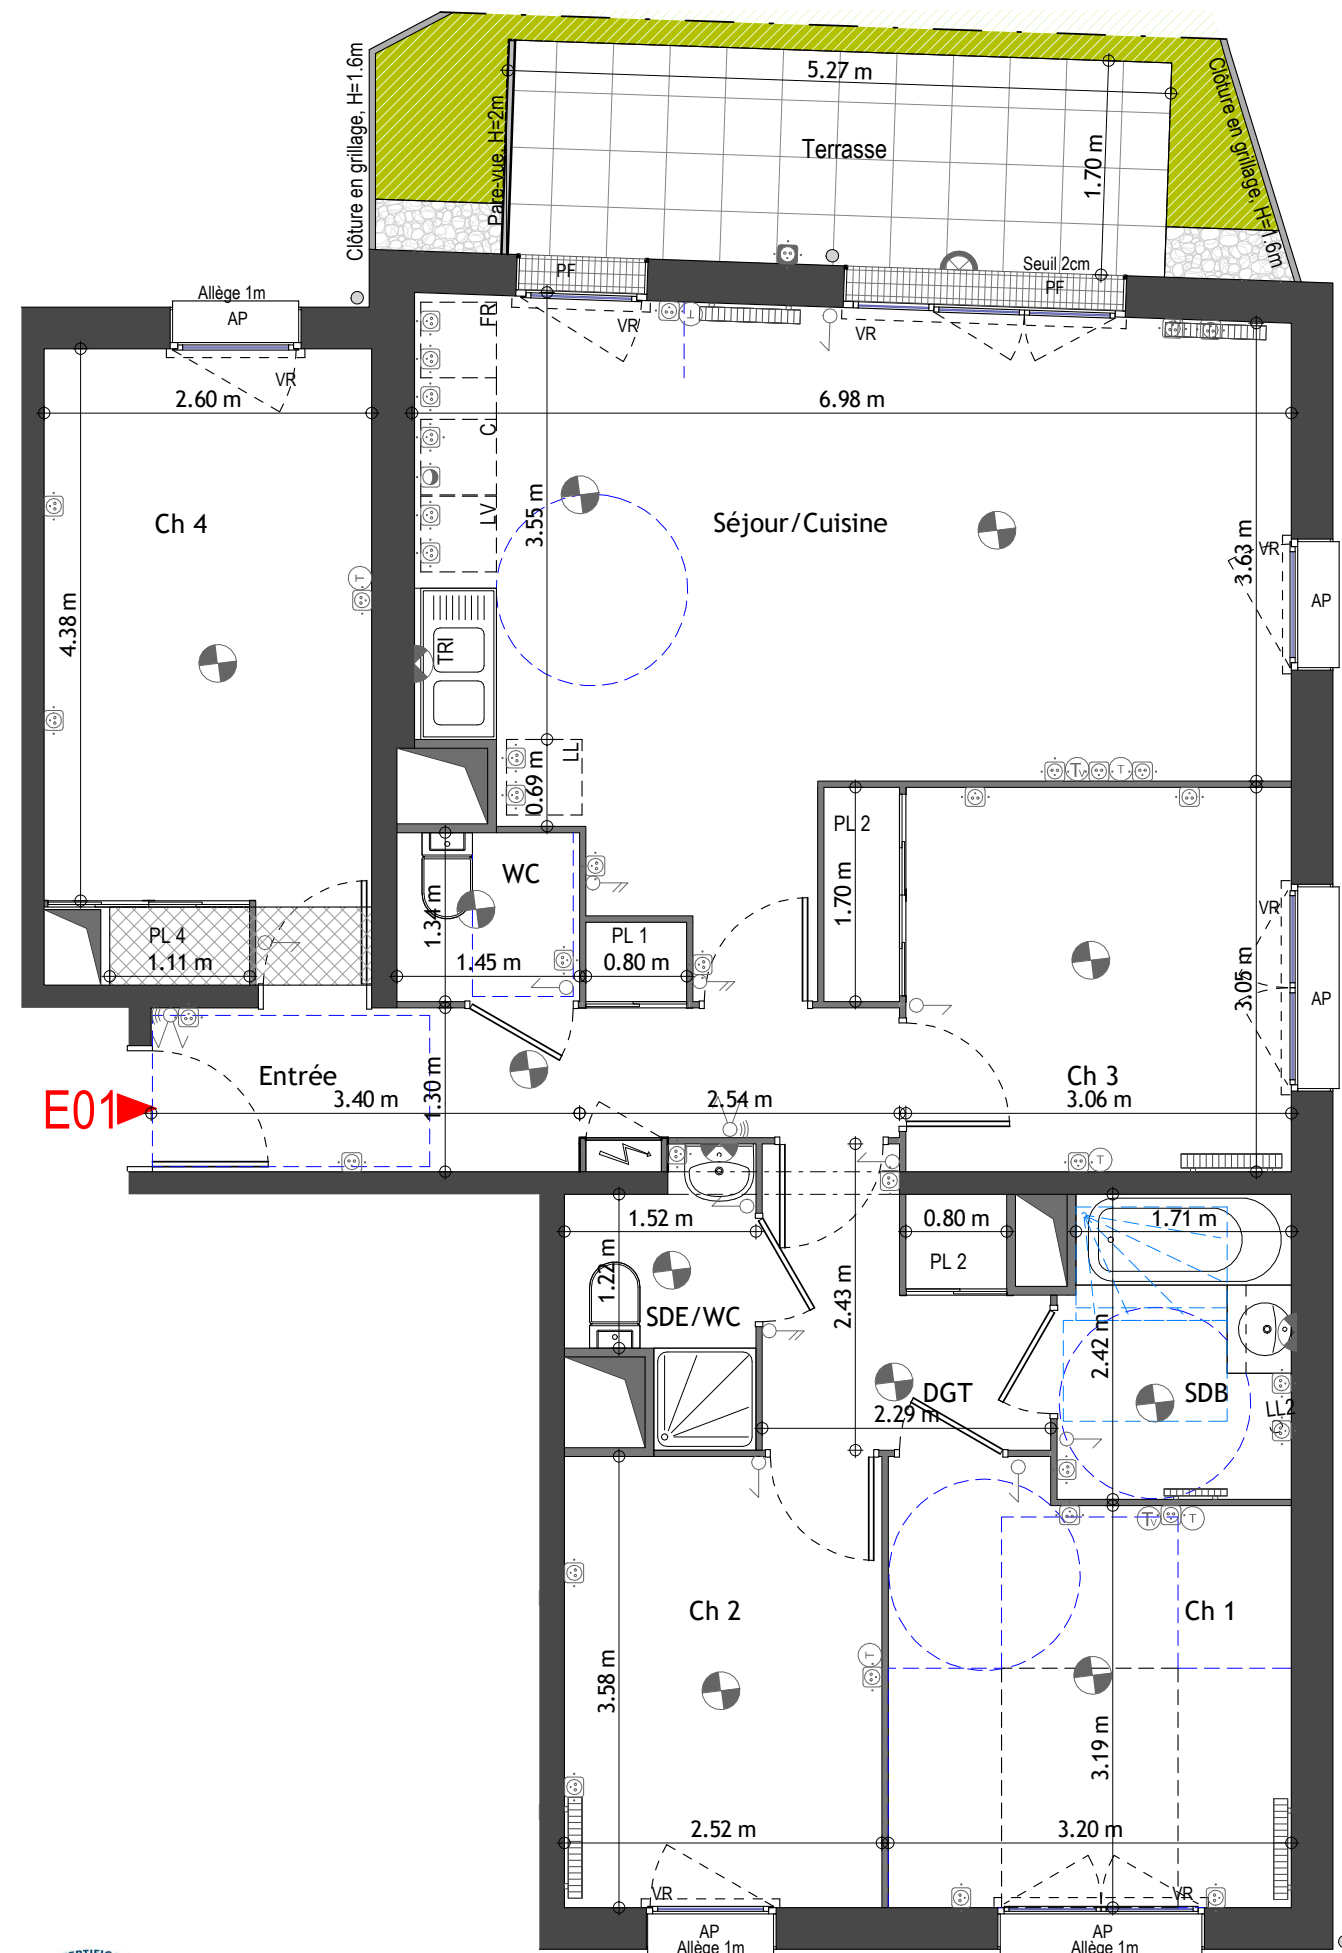 Clôture en grillage, H=1.6m
Pare-vue, H=2m
5.27 m
Terrasse
1.70 m
Clôture en grillage, H=1.6m
Allège 1m
AP
VR
PF
VR
Seuil 2cm
PF
VR
2.60 m
6.98 m
FR
C
LV
3.55 m
Ch 4
Séjour/Cuisine
3.63 m
VR
AP
4.38 m
TRI
LL
0.69 m
T
T
Tv
T
PL 2
1.70 m
WC
1.34 m
1.45 m
PL 1
0.80 m
PL 4
1.11 m
VR
3.05 m
AP
Entrée
3.40 m
1.30 m
2.54 m
Ch 3
3.06 m
E01
T
1.52 m
1.22 m
SDE/WC
2.43 m
0.80 m
PL 2
1.71 m
2.42 m
SDB
LL2
DGT
2.29 m
Tv
T
Ch 2
Ch 1
T
3.58 m
3.19 m
2.52 m
3.20 m
VR
VR
AP
Allège 1m
AP
Allège 1m